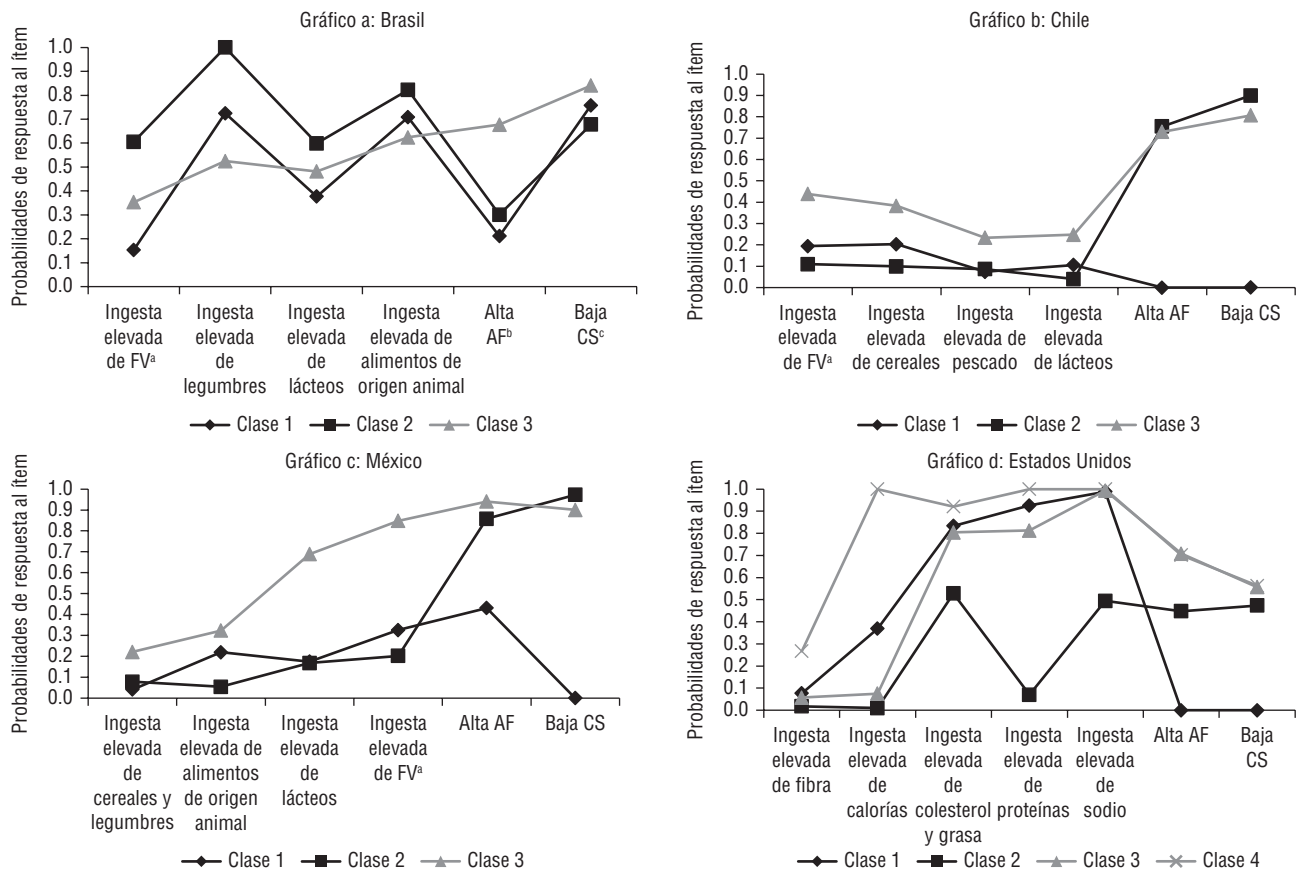 Gráfico a: Brasil
Probabilidades de respuesta al ítem
1.0
0.9
0.8
0.7
0.6
0.5
0.4
0.3
0.2
0.1
0.0
Ingesta elevada de FVᵃ
Ingesta elevada de legumbres
Ingesta elevada de lácteos
Ingesta elevada de alimentos de origen animal
Alta AFᵇ
Baja CSᶜ
Clase 1 Clase 2 Clase 3
Gráfico b: Chile
Probabilidades de respuesta al ítem
1.0
0.9
0.8
0.7
0.6
0.5
0.4
0.3
0.2
0.1
0.0
Ingesta elevada de FVᵃ
Ingesta elevada de cereales
Ingesta elevada de pescado
Ingesta elevada de lácteos
Alta AF
Baja CS
Clase 1 Clase 2 Clase 3
Gráfico c: México
Probabilidades de respuesta al ítem
1.0
0.9
0.8
0.7
0.6
0.5
0.4
0.3
0.2
0.1
0.0
Ingesta elevada de cereales y legumbres
Ingesta elevada de alimentos de origen animal
Ingesta elevada de lácteos
Ingesta elevada de FVᵃ
Alta AF
Baja CS
Clase 1 Clase 2 Clase 3
Gráfico d: Estados Unidos
Probabilidades de respuesta al ítem
1.0
0.9
0.8
0.7
0.6
0.5
0.4
0.3
0.2
0.1
0.0
Ingesta elevada de fibra
Ingesta elevada de calorías
Ingesta elevada de colesterol y grasa
Ingesta elevada de proteínas
Ingesta elevada de sodio
Alta AF
Baja CS
Clase 1 Clase 2 Clase 3 Clase 4